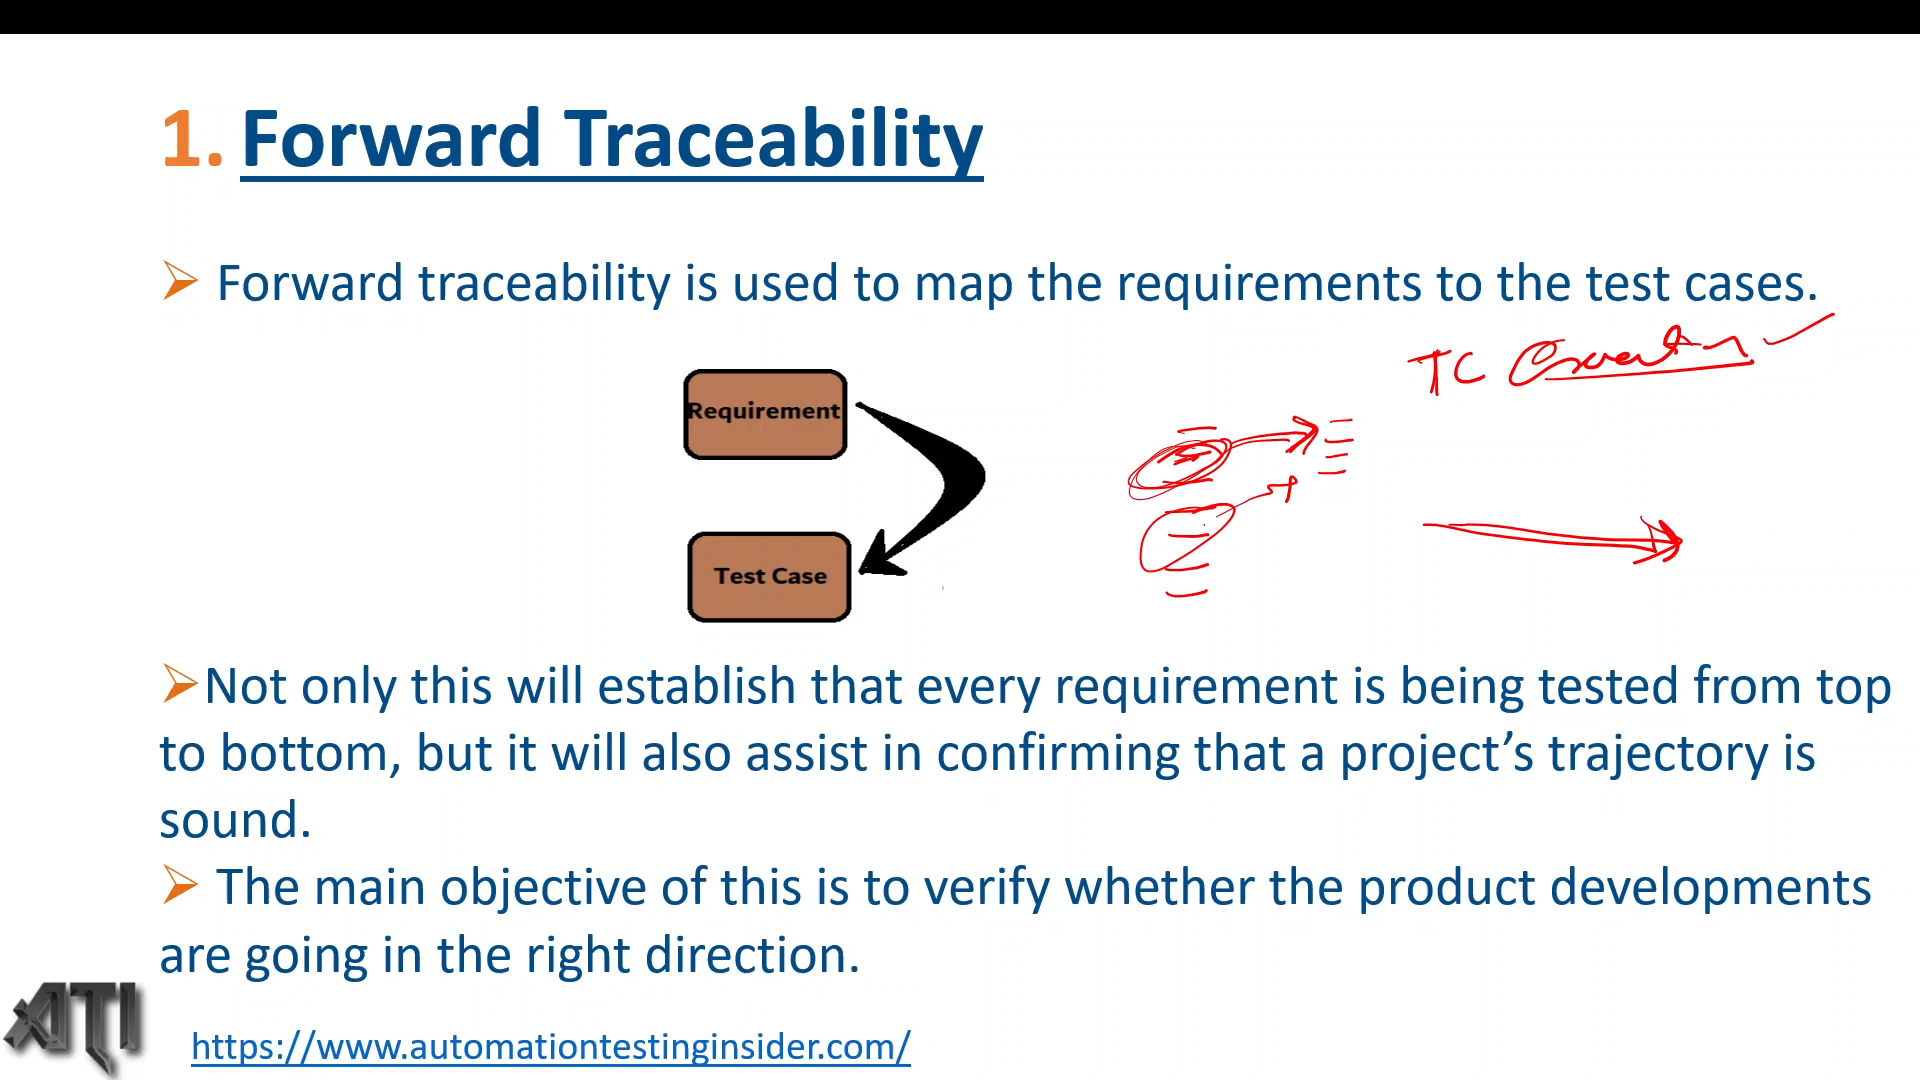 1. Forward Traceability
Forward traceability is used to map the requirements to the test cases.
TC Execution
Requirement
Test Case
Not only this will establish that every requirement is being tested from top
to bottom, but it will also assist in confirming that a project’s trajectory is
sound.
The main objective of this is to verify whether the product developments
are going in the right direction.
ATI
https://www.automationtestinginsider.com/